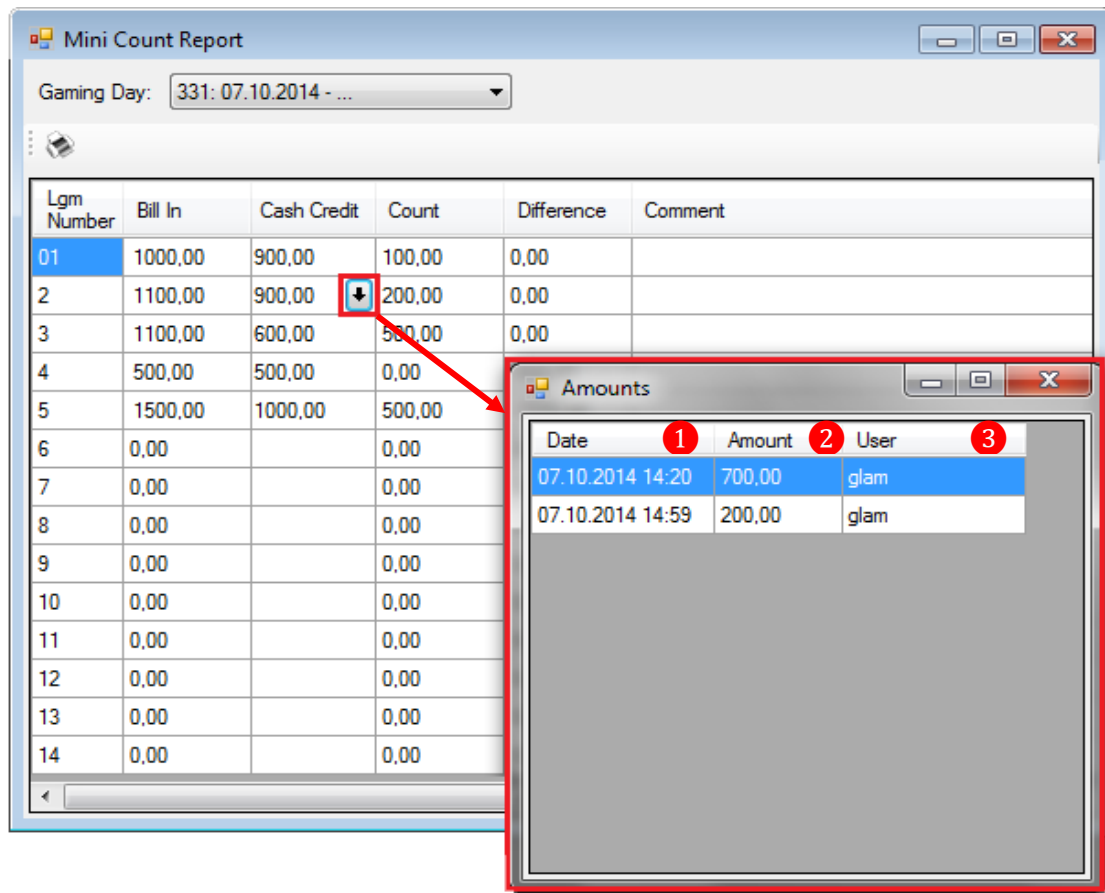 Mini Count Report
Gaming Day: 331: 07.10.2014 - ...
Lgm Number Bill In Cash Credit Count Difference Comment
01 1000,00 900,00 100,00 0,00
2 1100,00 900,00 200,00 0,00
3 1100,00 600,00 500,00 0,00
4 500,00 500,00 0,00
5 1500,00 1000,00 500,00
6 0,00 0,00
7 0,00 0,00
8 0,00 0,00
9 0,00 0,00
10 0,00 0,00
11 0,00 0,00
12 0,00 0,00
13 0,00 0,00
14 0,00 0,00
Amounts
Date 1 Amount 2 User 3
07.10.2014 14:20 700,00 glam
07.10.2014 14:59 200,00 glam